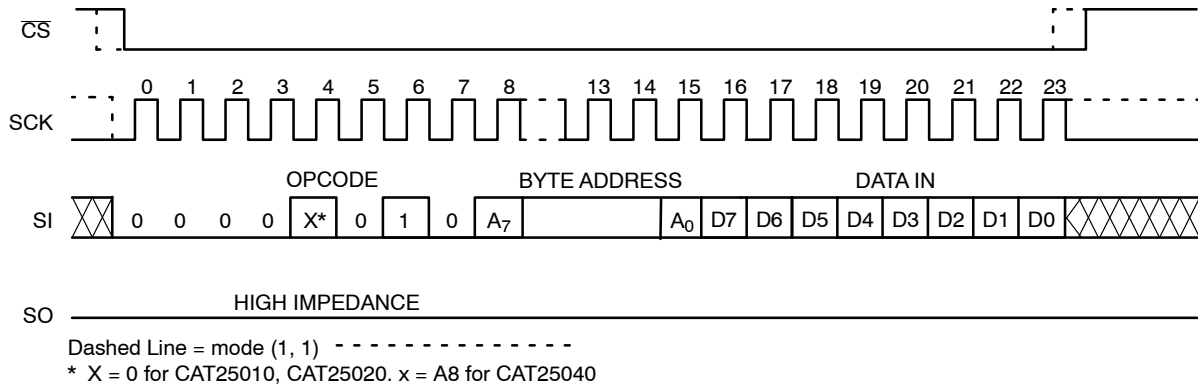 CS
0 1 2 3 4 5 6 7 8 13 14 15 16 17 18 19 20 21 22 23
SCK
OPCODE BYTE ADDRESS DATA IN
SI 0 0 0 0 X* 0 1 0 A7 A0 D7 D6 D5 D4 D3 D2 D1 D0
HIGH IMPEDANCE
SO
Dashed Line = mode (1, 1)
* X = 0 for CAT25010, CAT25020. x = A8 for CAT25040